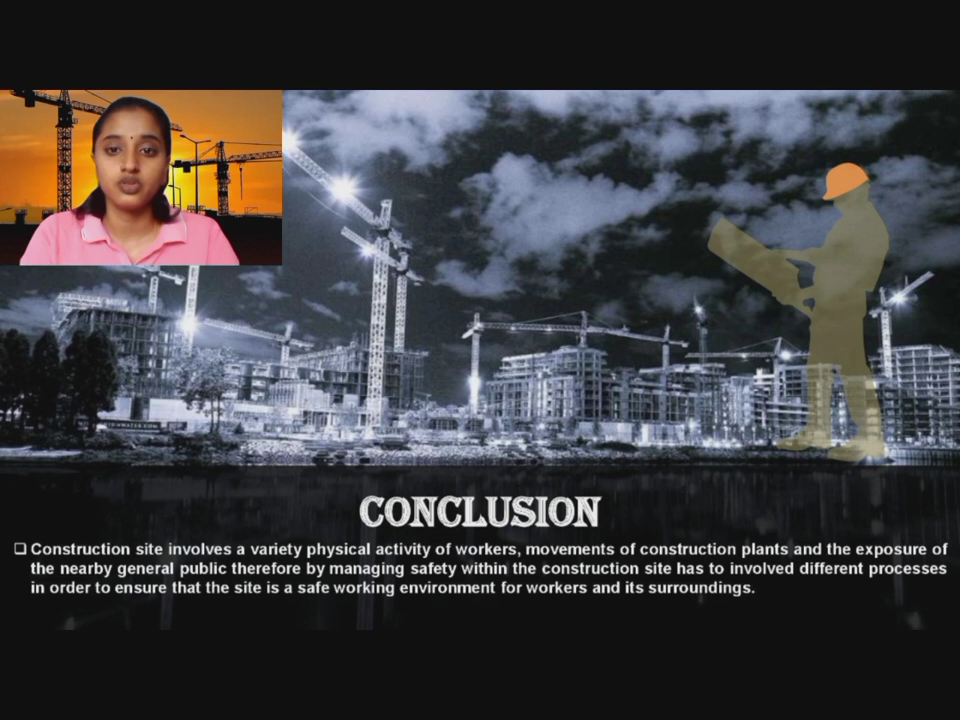 CONCLUSION
❑ Construction site involves a variety physical activity of workers, movements of construction plants and the exposure of
the nearby general public therefore by managing safety within the construction site has to involved different processes
in order to ensure that the site is a safe working environment for workers and its surroundings.